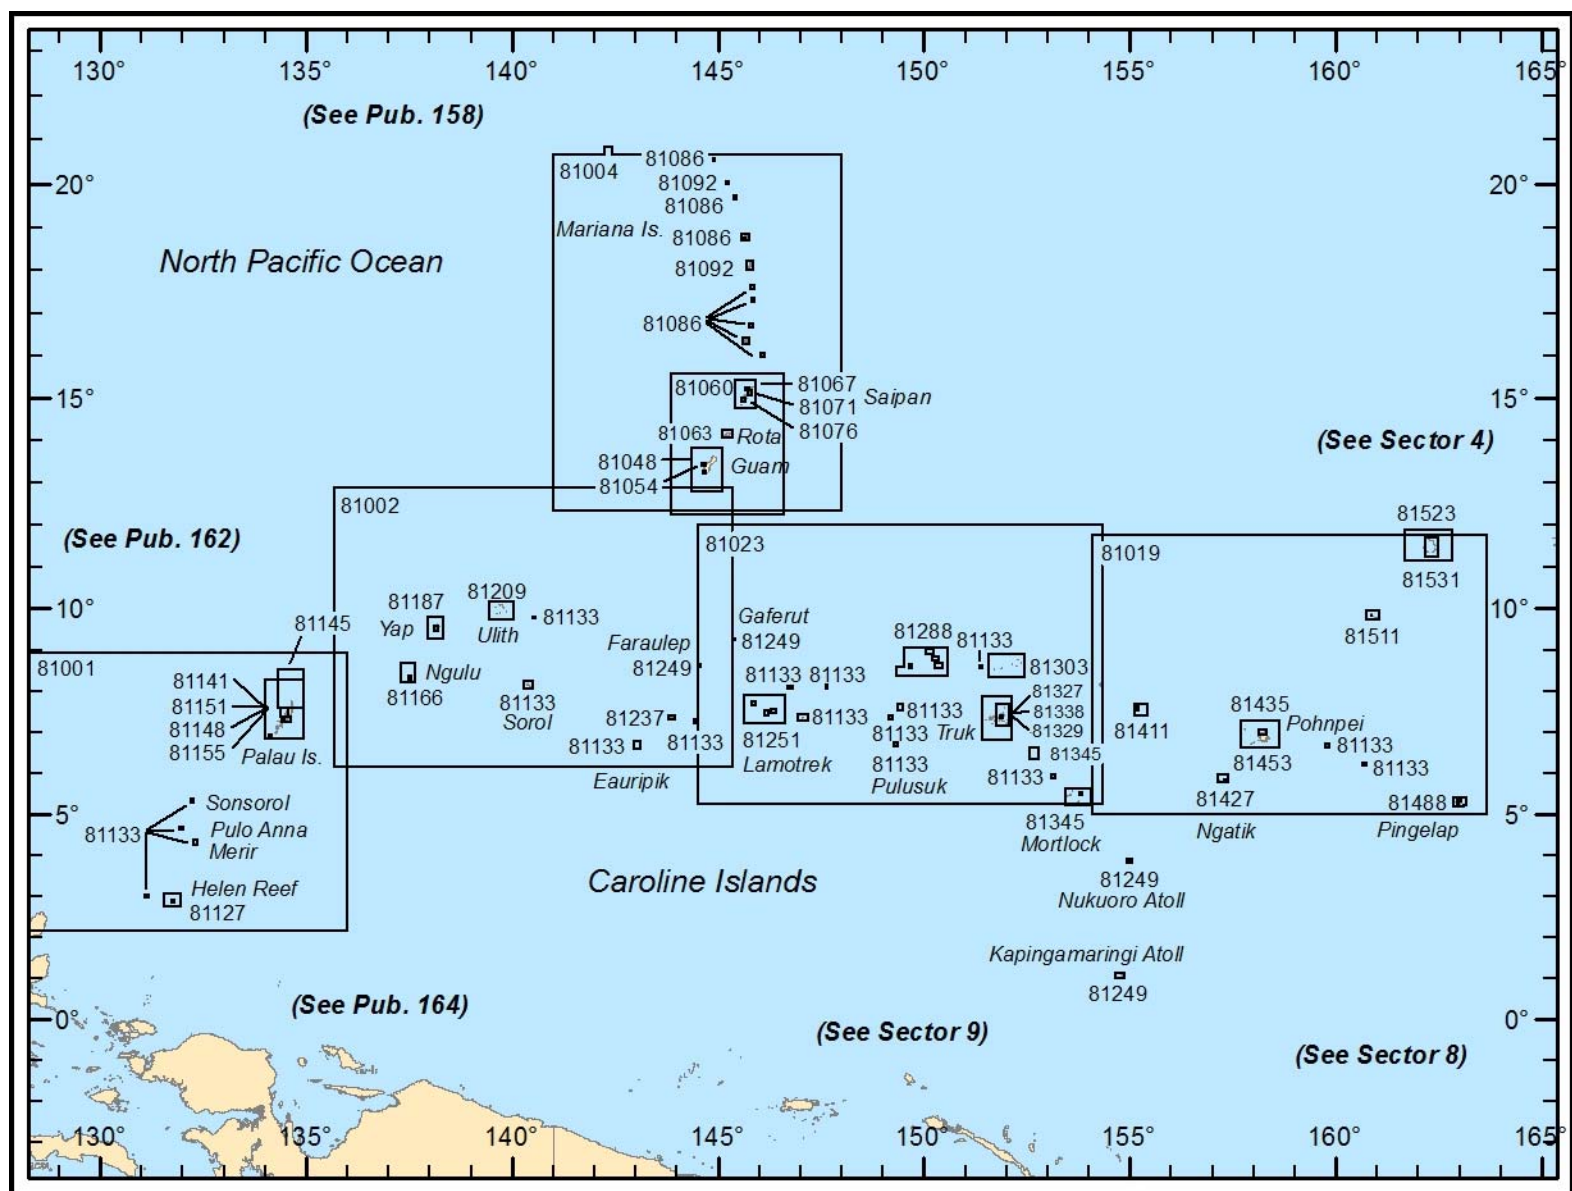 130°
135°
140°
145°
150°
155°
160°
165°
(See Pub. 158)
81004
81086
20°
81092
20°
81086
Mariana Is.
81086
North Pacific Ocean
81092
81086
81060
81067
Saipan
15°
81071
15°
81076
81063
Rota
(See Sector 4)
81048
Guam
81054
81002
81523
(See Pub. 162)
81023
81019
81531
81209
81187
10°
81133
Gaferut
10°
81145
Yap
Ulith
Faraulep
81249
81288
81133
81511
81001
Ngulu
81249
81303
81141
81166
81133
81133
81133
81327
81435
81151
Sorol
81237
81133
81133
81338
81411
Pohnpei
81148
81133
81133
81251
81133
Truk
81329
81133
81155
Lamotrek
81133
81345
81453
81133
Palau Is.
Eauripik
Pulusuk
81133
81427
81488
Sonsorol
5°
81345
5°
81133
Pulo Anna
Mortlock
Ngatik
Pingelap
Merir
Caroline Islands
81249
Helen Reef
Nukuoro Atoll
81127
Kapingamaringi Atoll
81249
(See Pub. 164)
0°
(See Sector 9)
0°
(See Sector 8)
130°
135°
140°
145°
150°
155°
160°
165°